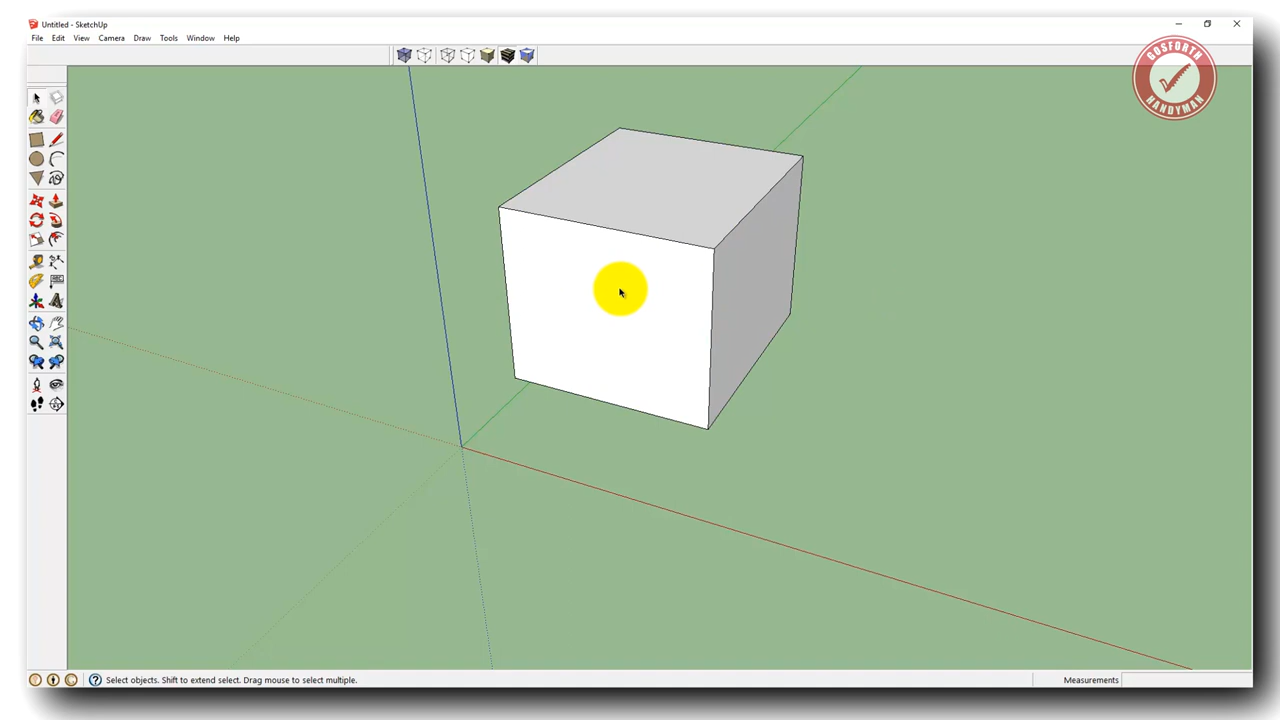 Untitled - SketchUp
File Edit View Camera Draw Tools Window Help
GOSFORTH
HANDYMAN
Select objects. Shift to extend select. Drag mouse to select multiple.
Measurements